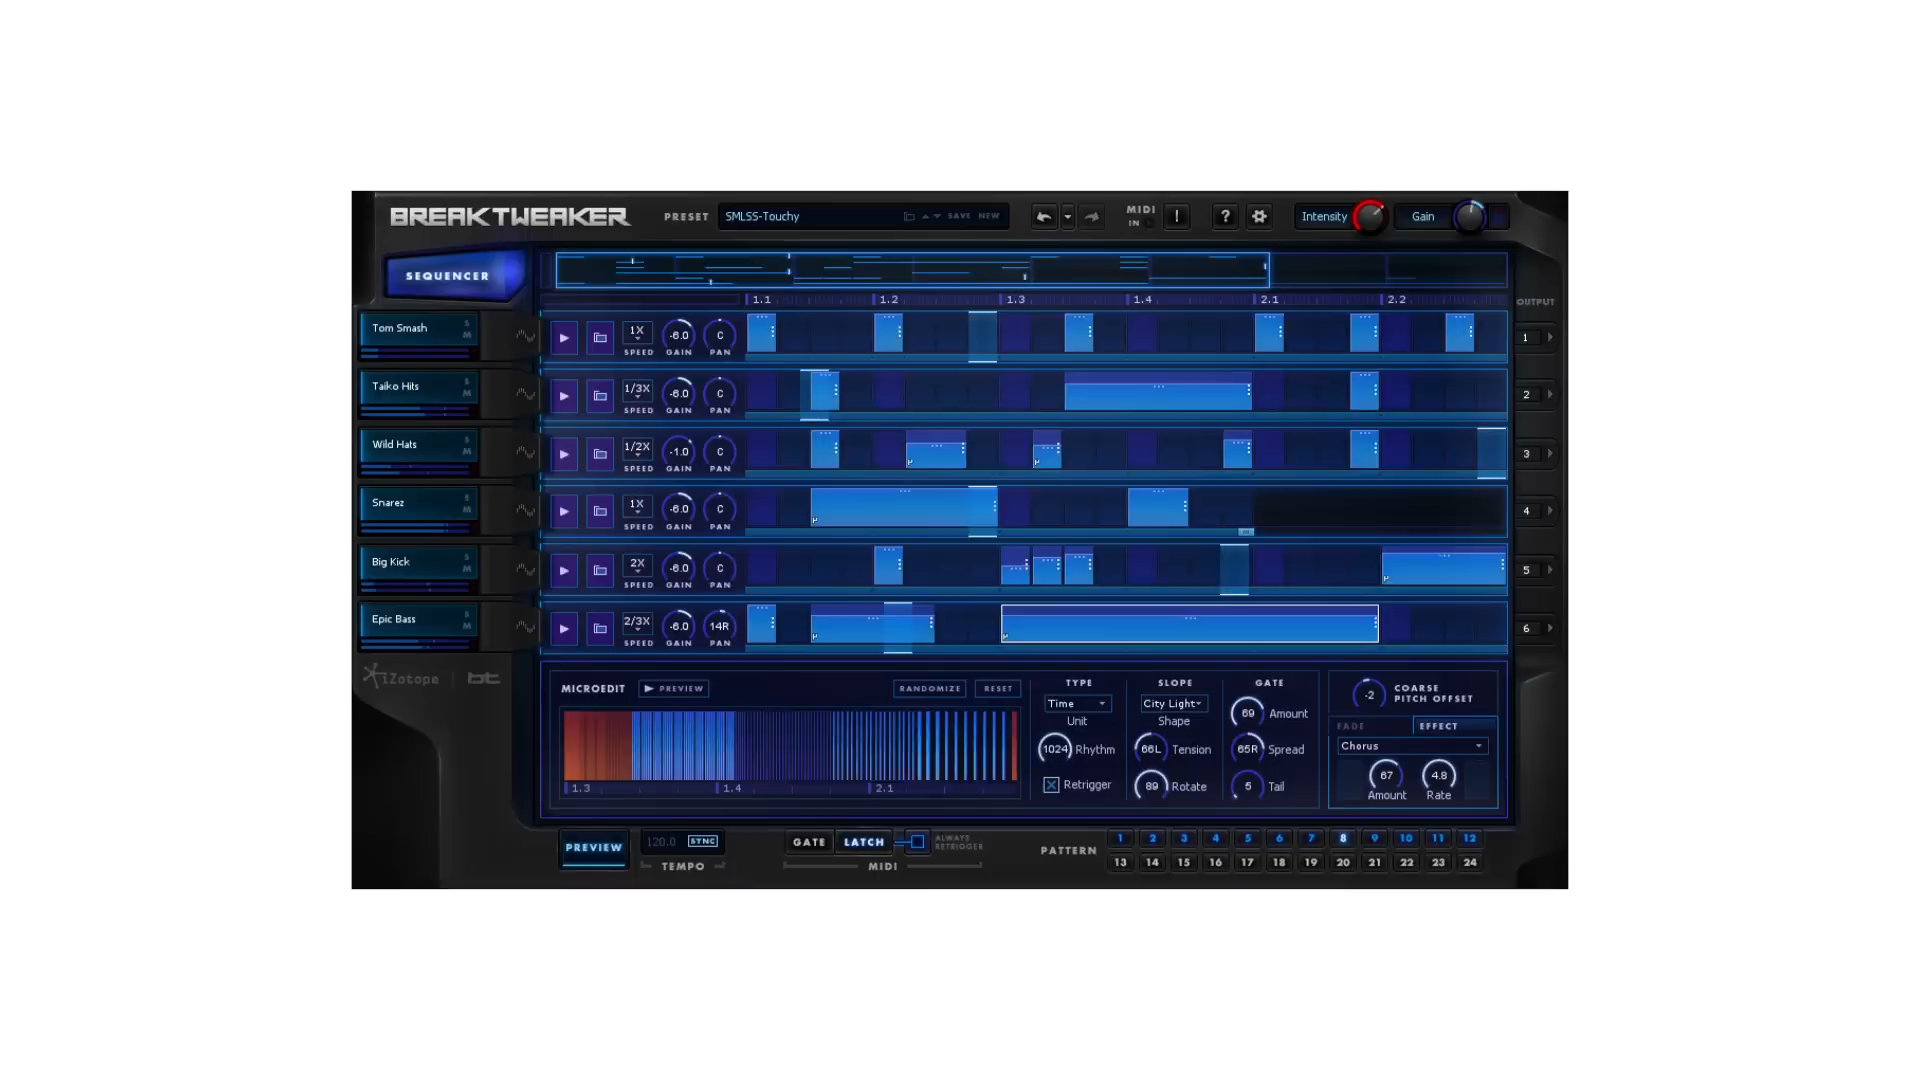 BREAKTWEAKER PRESET SMLSS-Touchy SAVE NEW MIDI IN ! ? Intensity Gain
SEQUENCER
1.1 1.2 1.3 1.4 2.1 2.2 OUTPUT
Tom Smash S M 1X SPEED -6.0 GAIN C PAN 1
Taiko Hits S M 1/3X SPEED -6.0 GAIN C PAN 2
Wild Hats S M 1/2X SPEED -1.0 GAIN C PAN 3
Snarez S M 1X SPEED -6.0 GAIN C PAN 4
Big Kick S M 2X SPEED -6.0 GAIN C PAN 5
Epic Bass S M 2/3X SPEED -6.0 GAIN 14R PAN 6
iZotope | bt
MICROEDIT PREVIEW RANDOMIZE RESET
1.3 1.4 2.1
TYPE
Time
Unit
1024 Rhythm
Retrigger
SLOPE
City Light
Shape
66L Tension
89 Rotate
GATE
69 Amount
65R Spread
5 Tail
-2 COARSE
PITCH OFFSET
FADE EFFECT
Chorus
67 4.8
Amount Rate
PREVIEW 120.0 SYNC
TEMPO
GATE LATCH ALWAYS
RETRIGGER
MIDI
PATTERN
1 2 3 4 5 6 7 8 9 10 11 12
13 14 15 16 17 18 19 20 21 22 23 24